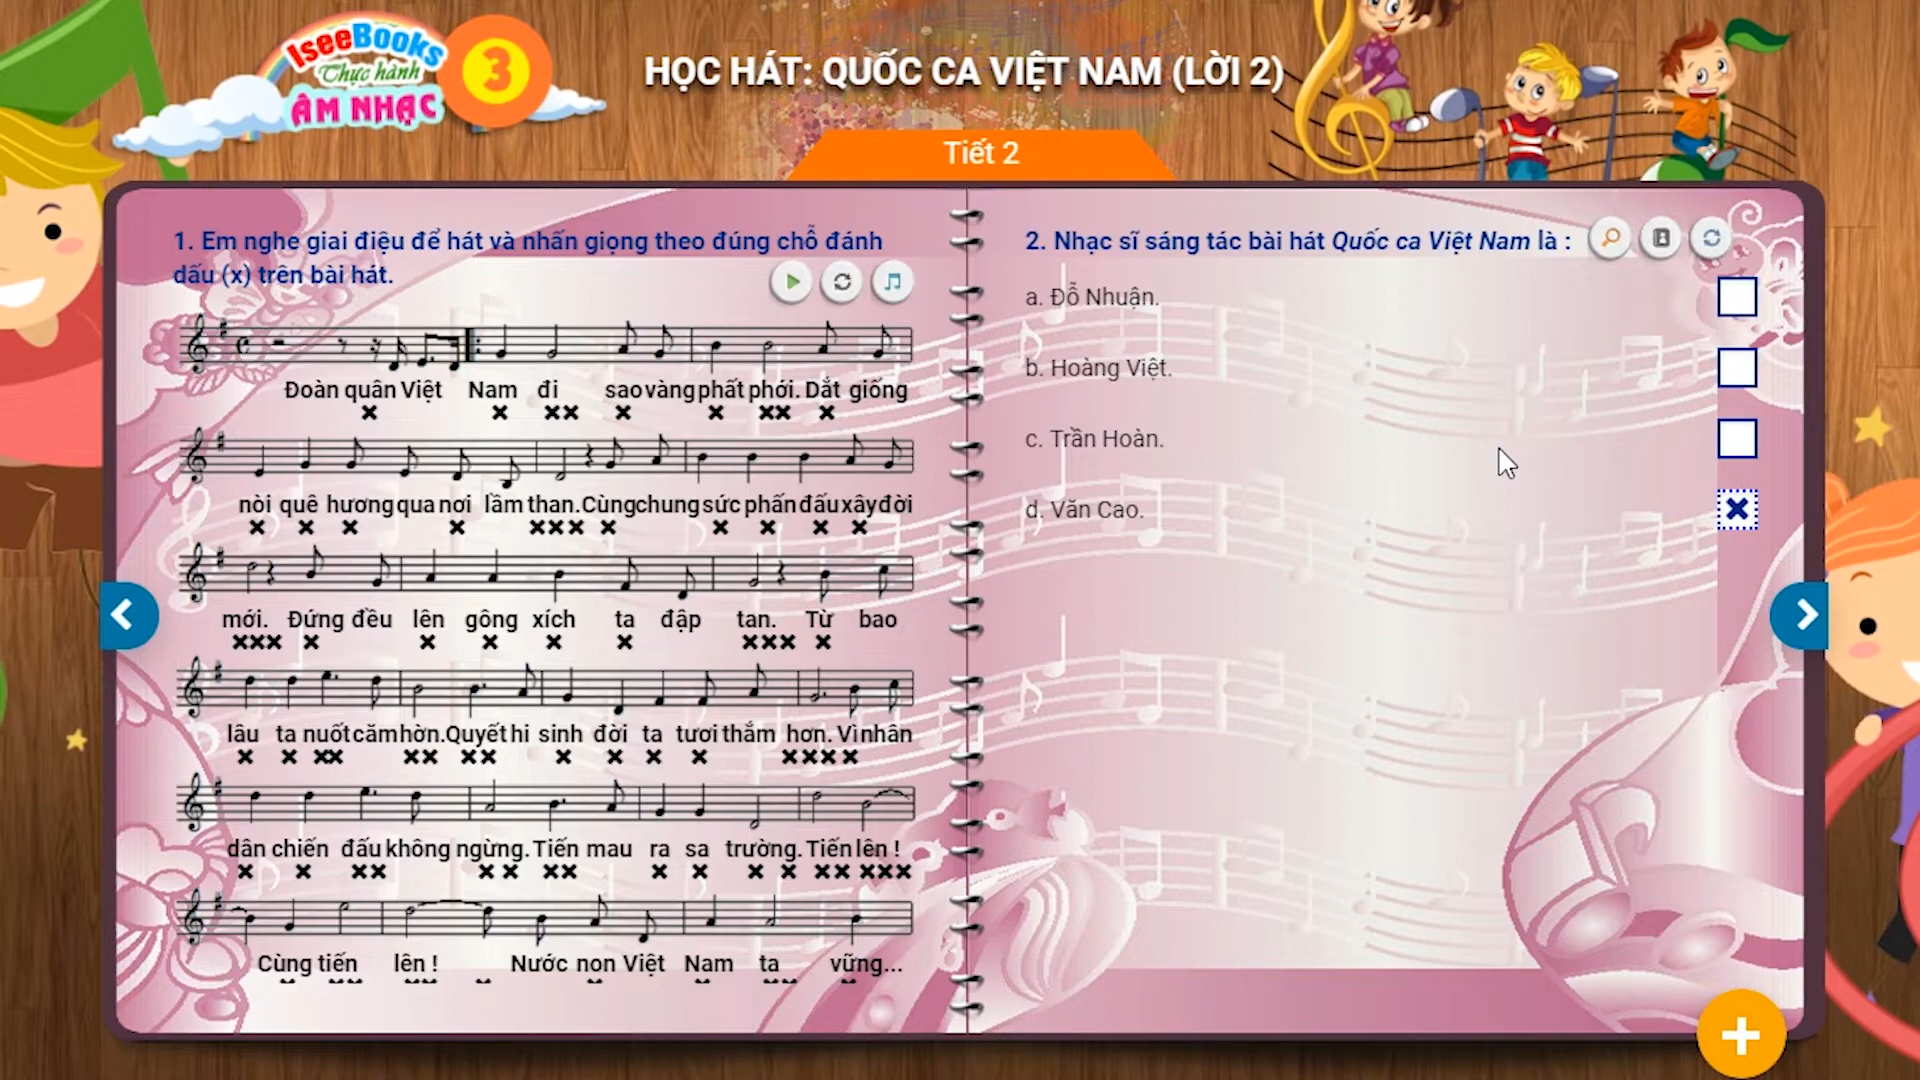 IseeBooks
Thực hành
ÂM NHẠC
3
HỌC HÁT: QUỐC CA VIỆT NAM (LỜI 2)
Tiết 2
1. Em nghe giai điệu để hát và nhấn giọng theo đúng chỗ đánh
dấu (x) trên bài hát.
Đoàn quân Việt Nam đi sao vàng phất phới. Dắt giống
nòi quê hương qua nơi lầm than. Cùng chung sức phấn đấu xây đời
mới. Đứng đều lên gông xích ta đập tan. Từ bao
lâu ta nuốt căm hờn. Quyết hi sinh đời ta tươi thắm hơn. Vì nhân
dân chiến đấu không ngừng. Tiến mau ra sa trường. Tiến lên !
Cùng tiến lên ! Nước non Việt Nam ta vững...
2. Nhạc sĩ sáng tác bài hát Quốc ca Việt Nam là :
a. Đỗ Nhuận.
b. Hoàng Việt.
c. Trần Hoàn.
d. Văn Cao.